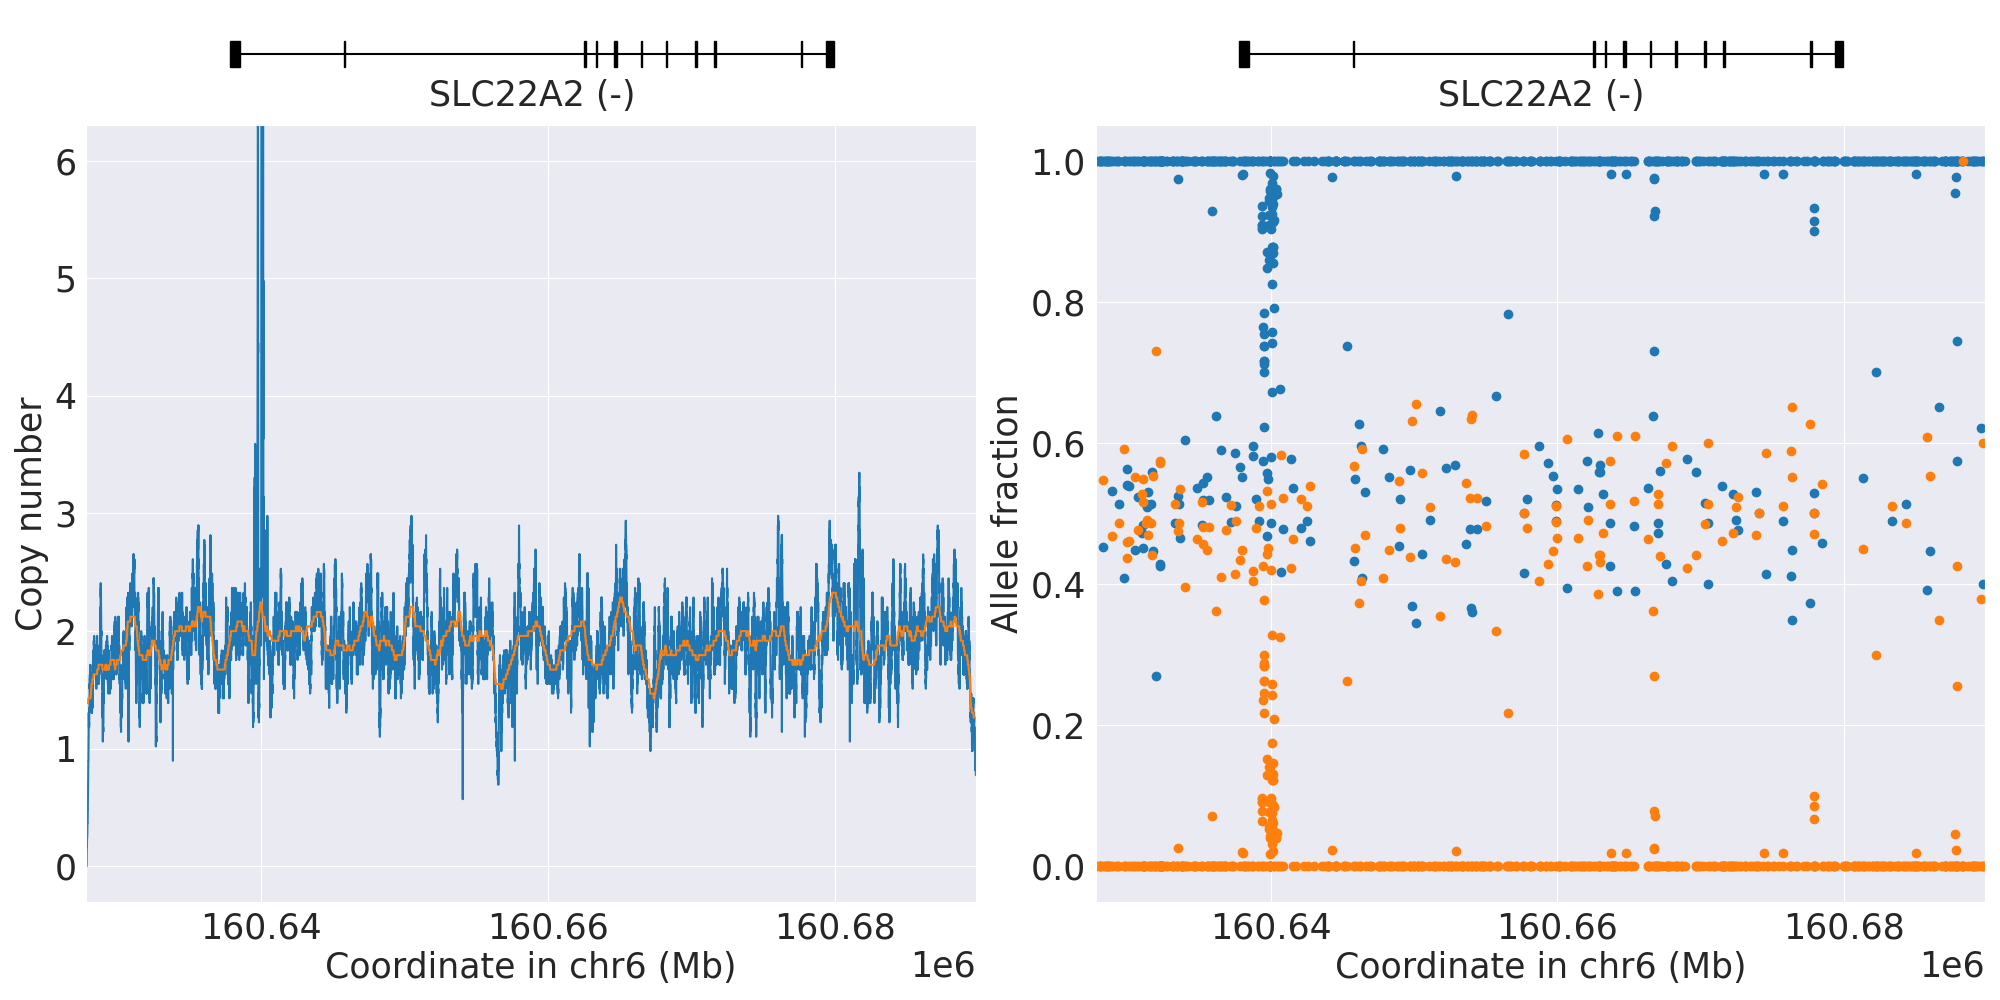 SLC22A2 (-)
6
5
4
3
2
1
0
Copy number
160.64
160.66
160.68
Coordinate in chr6 (Mb)
1e6
SLC22A2 (-)
1.0
0.8
0.6
0.4
0.2
0.0
Allele fraction
160.64
160.66
160.68
Coordinate in chr6 (Mb)
1e6